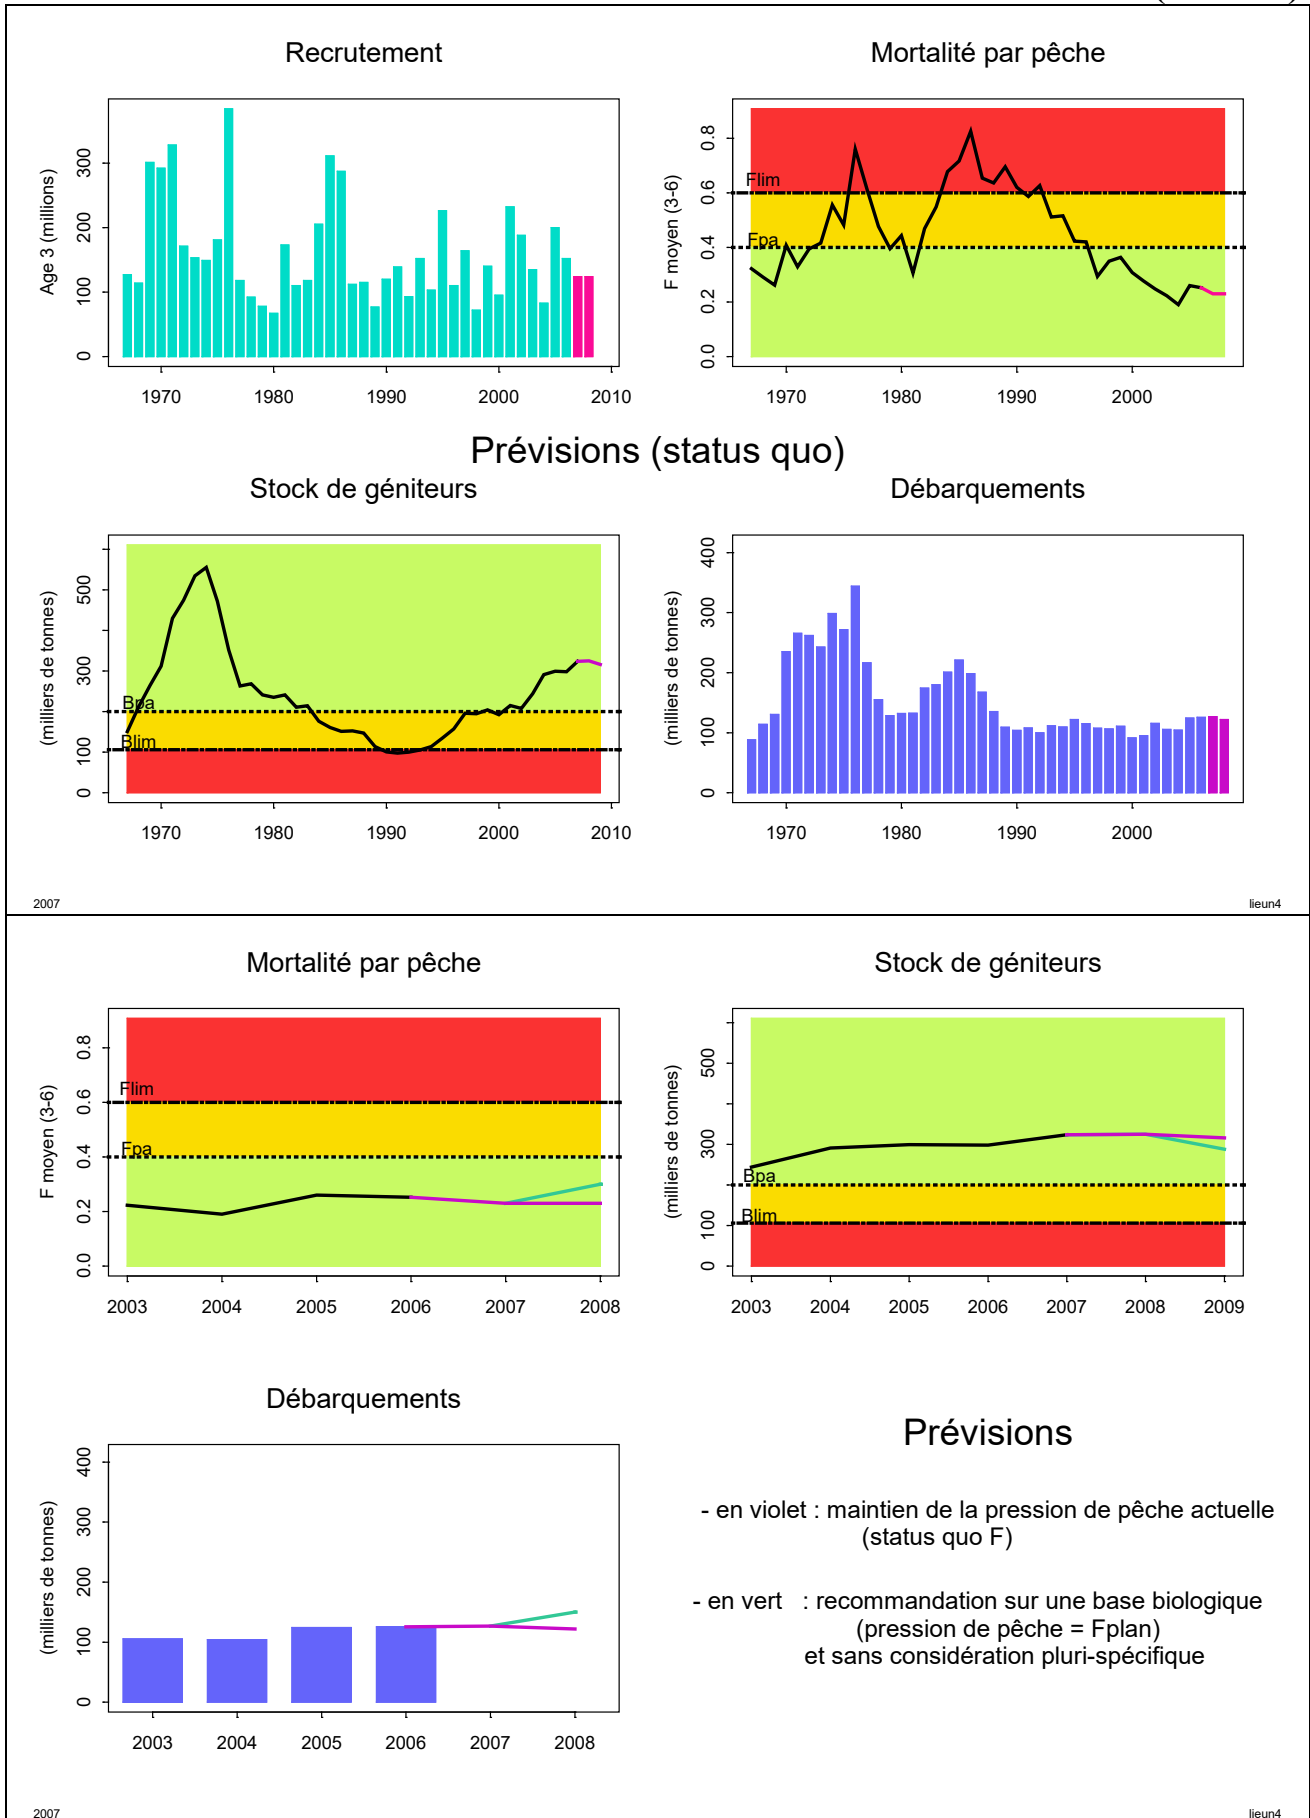 Recrutement
Mortalité par pêche
Age 3 (millions)
0 100 200 300
1970 1980 1990 2000 2010
F moyen (3-6)
0.0 0.2 0.4 0.6 0.8
Flim
Fpa
1970 1980 1990 2000
Prévisions (status quo)
Stock de géniteurs
Débarquements
(milliers de tonnes)
0 100 300 500
Bpa
Blim
1970 1980 1990 2000 2010
(milliers de tonnes)
0 100 200 300 400
1970 1980 1990 2000
2007
lieun4
Mortalité par pêche
Stock de géniteurs
F moyen (3-6)
0.0 0.2 0.4 0.6 0.8
Flim
Fpa
2003 2004 2005 2006 2007 2008
(milliers de tonnes)
0 100 300 500
Bpa
Blim
2003 2004 2005 2006 2007 2008 2009
Débarquements
(milliers de tonnes)
0 100 200 300 400
2003 2004 2005 2006 2007 2008
Prévisions
- en violet : maintien de la pression de pêche actuelle
(status quo F)
- en vert : recommandation sur une base biologique
(pression de pêche = Fplan)
et sans considération pluri-spécifique
2007
lieun4